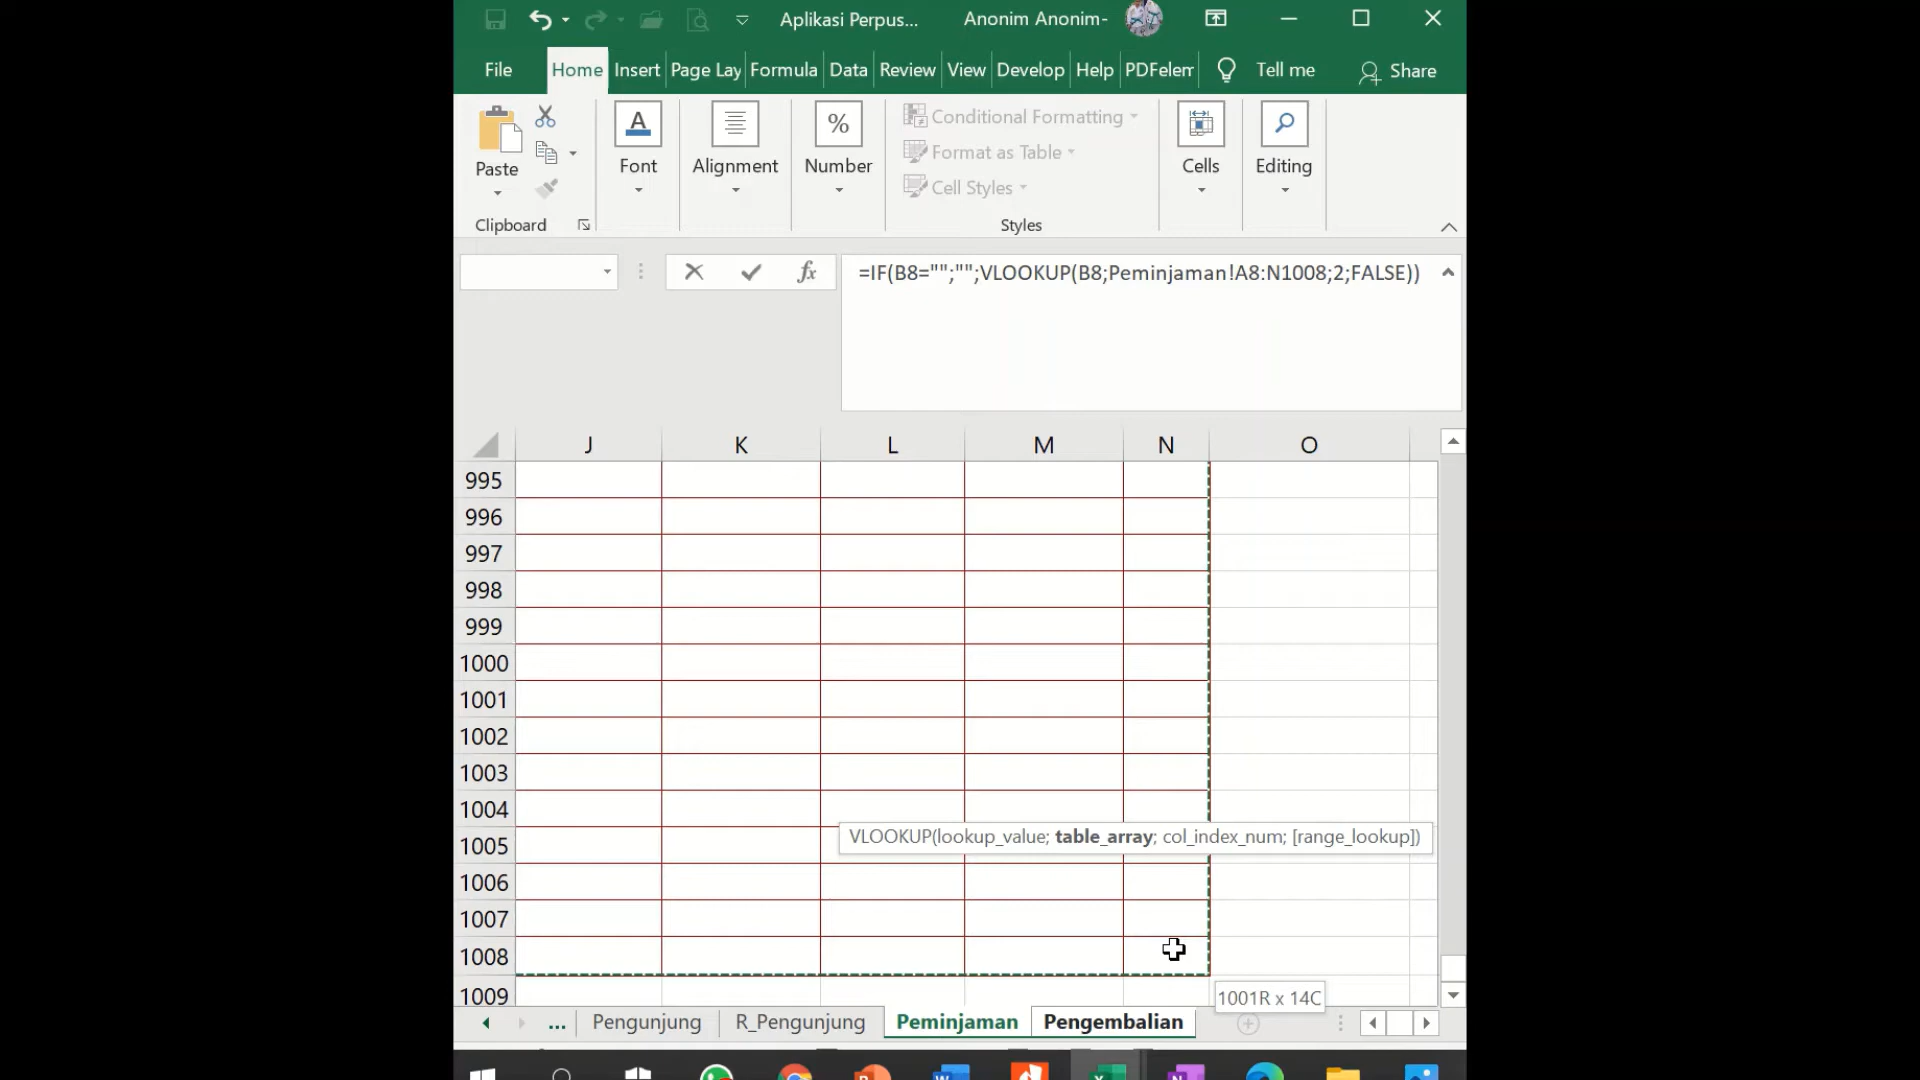 Aplikasi Perpus... Anonim Anonim-
File Home Insert Page Lay Formula Data Review View Develop Help PDFelem Tell me Share
Paste Font Alignment % Number Conditional Formatting Format as Table Cell Styles Cells Editing
Clipboard Styles
fx =IF(B8="";"";VLOOKUP(B8;Peminjaman!A8:N1008;2;FALSE))
J K L M N O
995
996
997
998
999
1000
1001
1002
1003
1004
1005
VLOOKUP(lookup_value; table_array; col_index_num; [range_lookup])
1006
1007
1008
1009
1001R x 14C
... Pengunjung R_Pengunjung Peminjaman Pengembalian